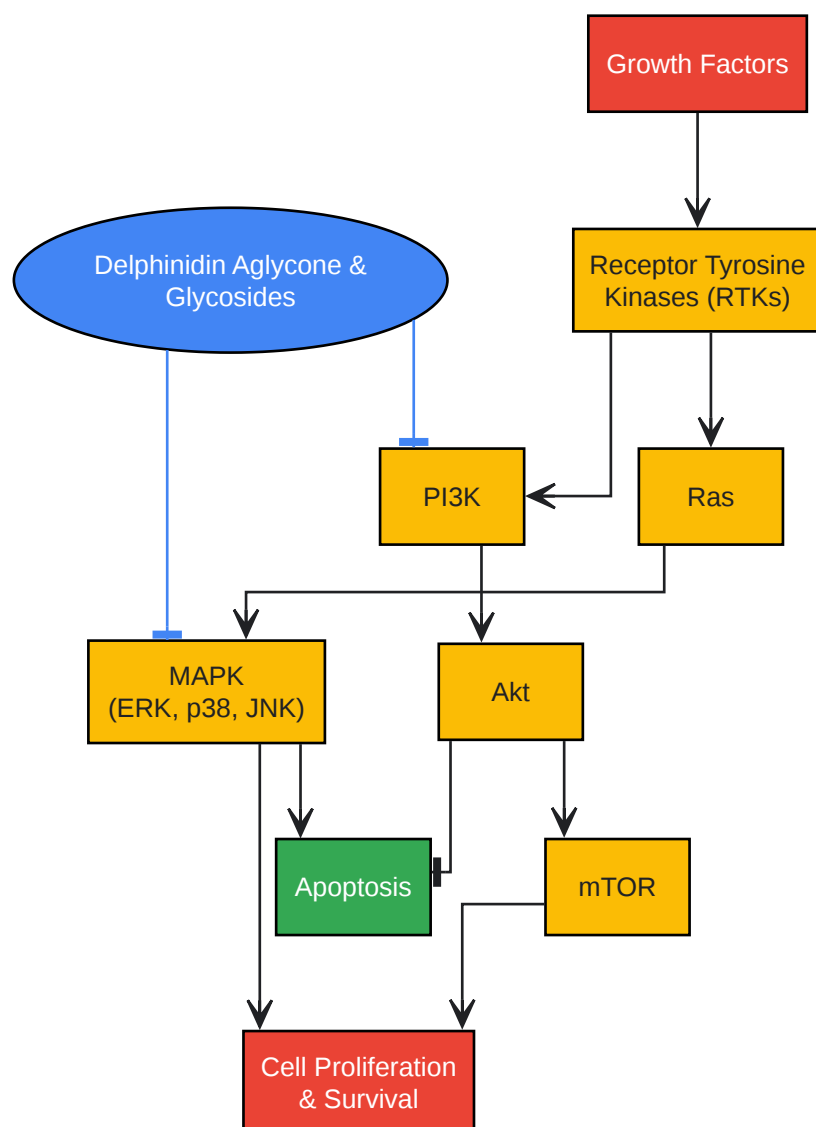 Growth Factors
Delphinidin Aglycone &
Glycosides
Receptor Tyrosine
Kinases (RTKs)
PI3K
Ras
MAPK
(ERK, p38, JNK)
Akt
Apoptosis
mTOR
Cell Proliferation
& Survival